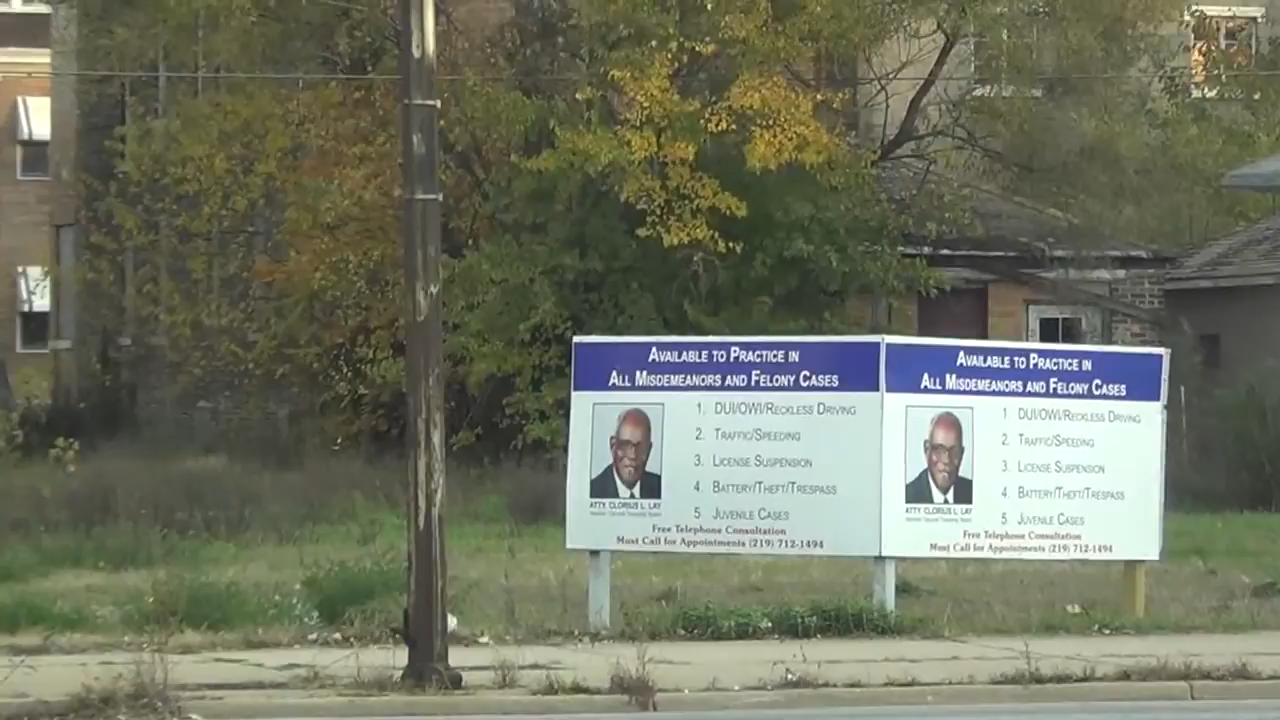 AVAILABLE TO PRACTICE IN
ALL MISDEMEANORS AND FELONY CASES
1. DUI/OWI/RECKLESS DRIVING
2. TRAFFIC/SPEEDING
3. LICENSE SUSPENSION
4. BATTERY/THEFT/TRESPASS
5. JUVENILE CASES
ATTY. CLORIUS L. LAY
Free Telephone Consultation
Must Call for Appointments (219) 712-1494
AVAILABLE TO PRACTICE IN
ALL MISDEMEANORS AND FELONY CASES
1. DUI/OWI/RECKLESS DRIVING
2. TRAFFIC/SPEEDING
3. LICENSE SUSPENSION
4. BATTERY/THEFT/TRESPASS
5. JUVENILE CASES
ATTY. CLORIUS L. LAY
Free Telephone Consultation
Must Call for Appointments (219) 712-1494